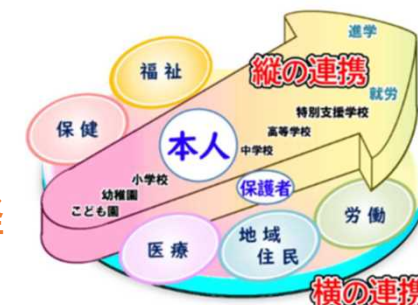 進学
縦の連携
就労
福祉
特別支援学校
高等学校
保健
本人
中学校
小学校
保護者
幼稚園
こども園
労働
地域
住民
医療
横の連携